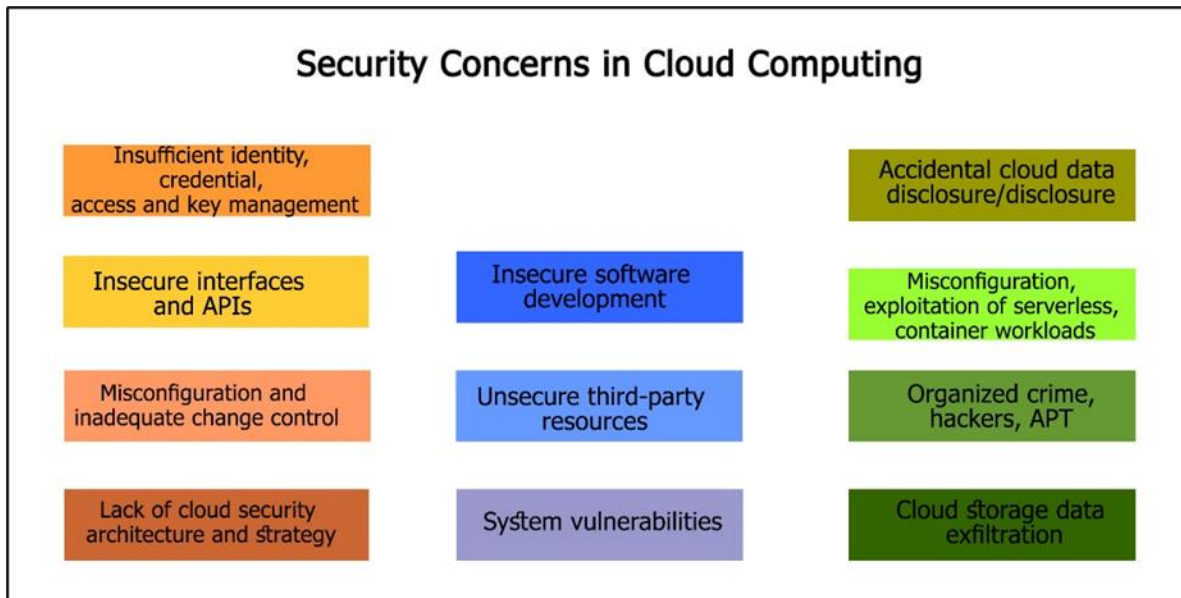 Security Concerns in Cloud Computing
Insufficient identity,
credential,
access and key management
Insecure interfaces
and APIs
Misconfiguration and
inadequate change control
Lack of cloud security
architecture and strategy
Insecure software
development
Unsecure third-party
resources
System vulnerabilities
Accidental cloud data
disclosure/disclosure
Misconfiguration,
exploitation of serverless,
container workloads
Organized crime,
hackers, APT
Cloud storage data
exfiltration